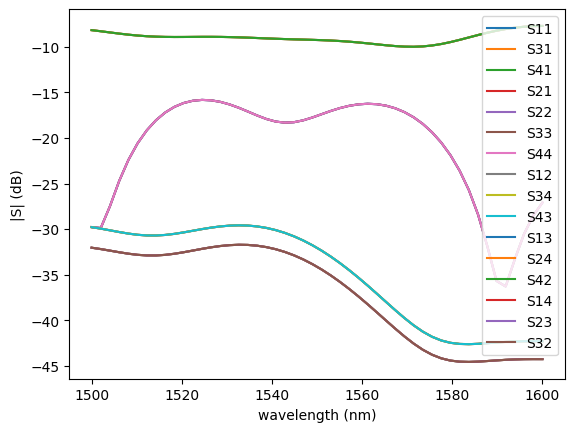 −10
−15
−20
−25
−30
−35
−40
−45
|S| (dB)
1500
1520
1540
1560
1580
1600
wavelength (nm)
S11
S31
S41
S21
S22
S33
S44
S12
S34
S43
S13
S24
S42
S14
S23
S32